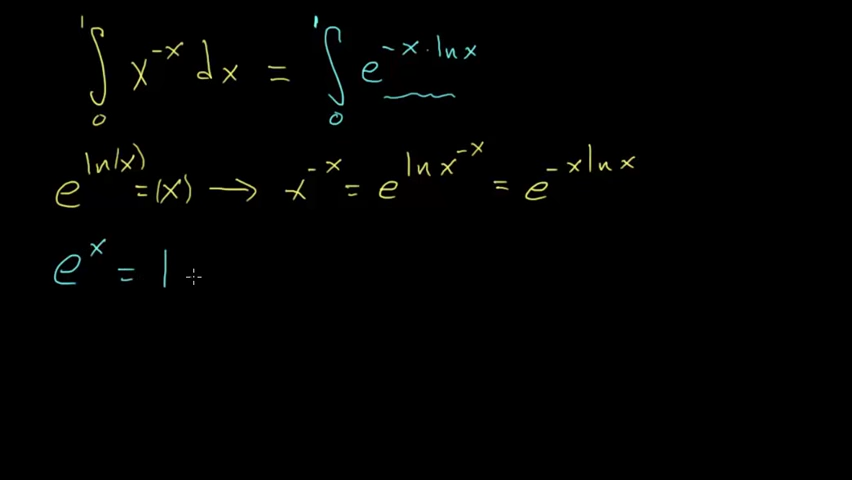 ∫₀¹ x^{-x} dx = ∫₀¹ e^{-x·ln x}
e^{ln(x)} = (x) → x^{-x} = e^{ln x^{-x}} = e^{-x ln x}
e^x = 1